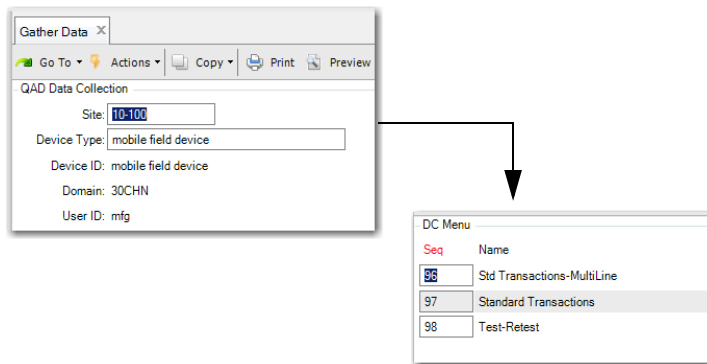 Gather Data X
Go To Actions Copy Print Preview
QAD Data Collection
Site: 10-100
Device Type: mobile field device
Device ID: mobile field device
Domain: 30CHN
User ID: mfg
DC Menu
Seq Name
96 Std Transactions-MultiLine
97 Standard Transactions
98 Test-Retest